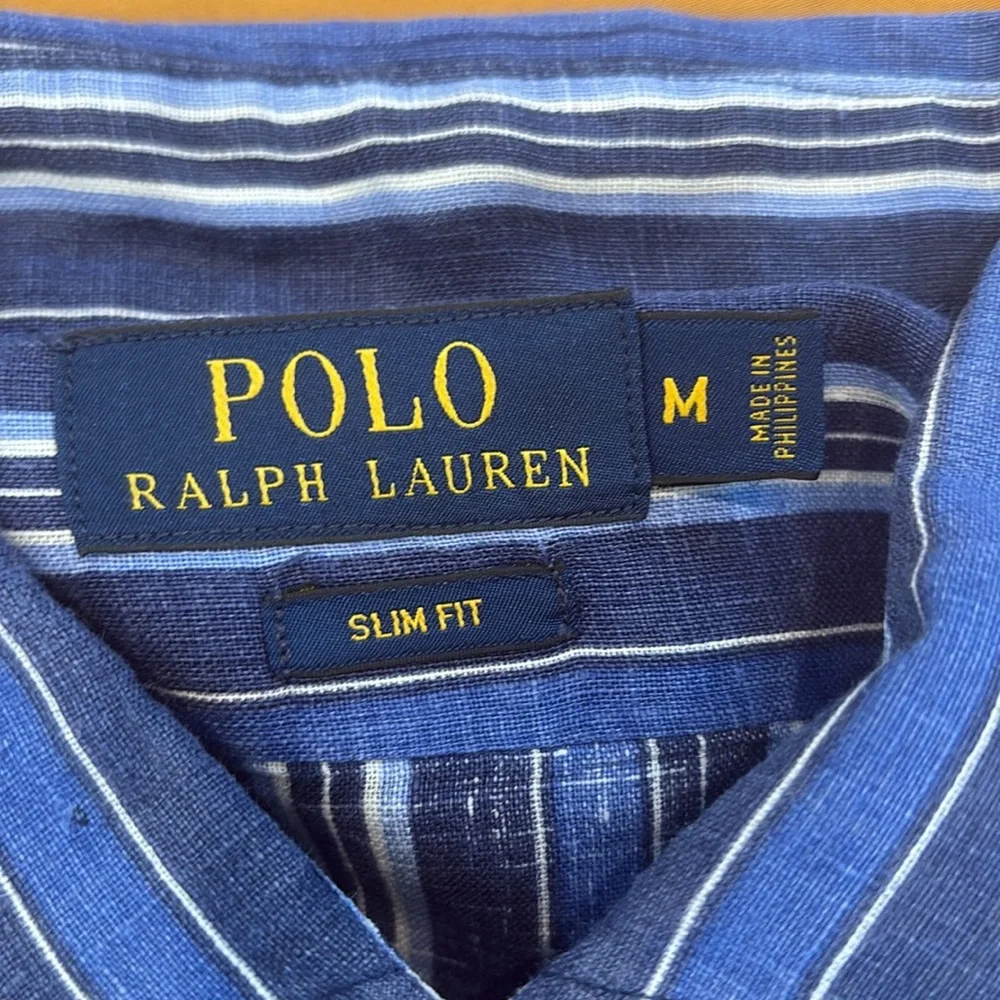 POLO
RALPH LAUREN
M
MADE IN
PHILIPPINES
SLIM FIT